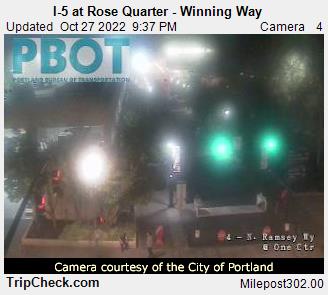 I-5 at Rose Quarter - Winning Way
Updated Oct 27 2022 9:37 PM Camera 4
PBOT
PORTLAND BUREAU OF TRANSPORTATION
4 - N. Ramsey Wy
@ One Ctr
Camera courtesy of the City of Portland
TripCheck.com Milepost302.00